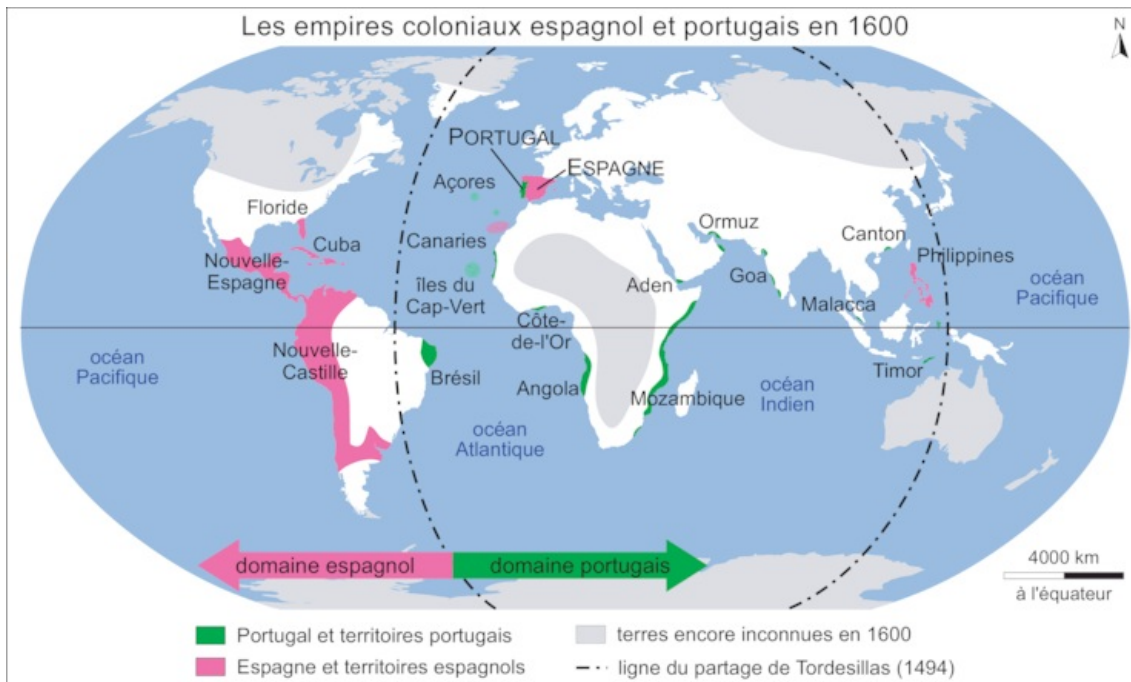 Les empires coloniaux espagnol et portugais en 1600
N
PORTUGAL
ESPAGNE
Açores
Floride
Ormuz
Canton
Cuba
Canaries
Philippines
Nouvelle-
Espagne
Goa
Aden
îles du
Cap-Vert
Malacca
océan
Pacifique
Côte-
de-l'Or
océan
Pacifique
Nouvelle-
Castille
Brésil
Timor
Angola
Mozambique
océan
Indien
océan
Atlantique
domaine espagnol
domaine portugais
4000 km
à l'équateur
Portugal et territoires portugais
terres encore inconnues en 1600
Espagne et territoires espagnols
ligne du partage de Tordesillas (1494)